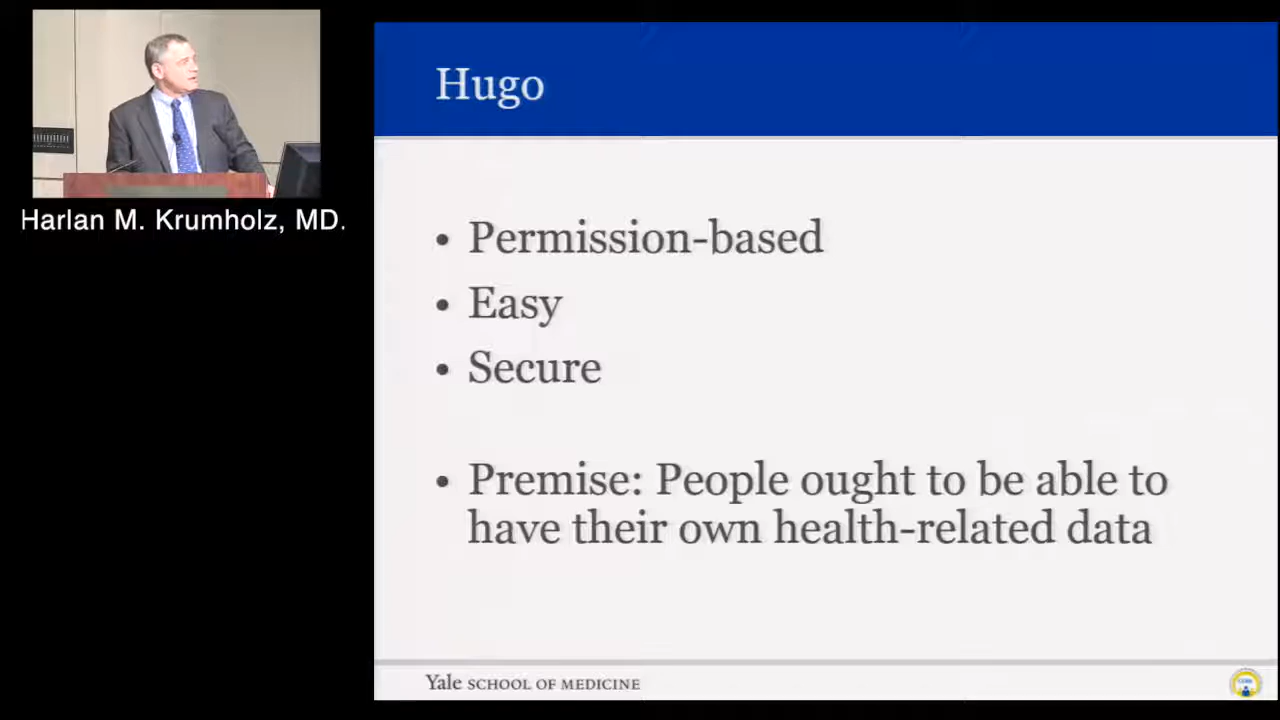 Harlan M. Krumholz, MD.
Hugo
• Permission-based
• Easy
• Secure
• Premise: People ought to be able to
have their own health-related data
Yale SCHOOL OF MEDICINE